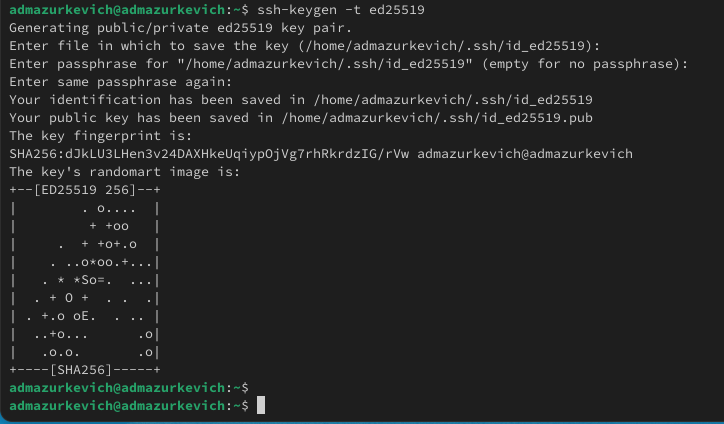 admazurkevich@admazurkevich:~$ ssh-keygen -t ed25519
Generating public/private ed25519 key pair.
Enter file in which to save the key (/home/admazurkevich/.ssh/id_ed25519):
Enter passphrase for "/home/admazurkevich/.ssh/id_ed25519" (empty for no passphrase):
Enter same passphrase again:
Your identification has been saved in /home/admazurkevich/.ssh/id_ed25519
Your public key has been saved in /home/admazurkevich/.ssh/id_ed25519.pub
The key fingerprint is:
SHA256:dJkLU3LHen3v24DAXHkeUqiypOjVg7rhRkrdzIG/rVw admazurkevich@admazurkevich
The key's randomart image is:
+--[ED25519 256]--+
|        . o....  |
|         + +oo   |
|     .  + +o+.o  |
|    . ..o*oo.+...|
|   . * *So=.  ...|
|  . + O +  . .  .|
| . +.o oE.  . .. |
|  ..+o...      .o|
|   .o.o.       .o|
+----[SHA256]-----+
admazurkevich@admazurkevich:~$
admazurkevich@admazurkevich:~$